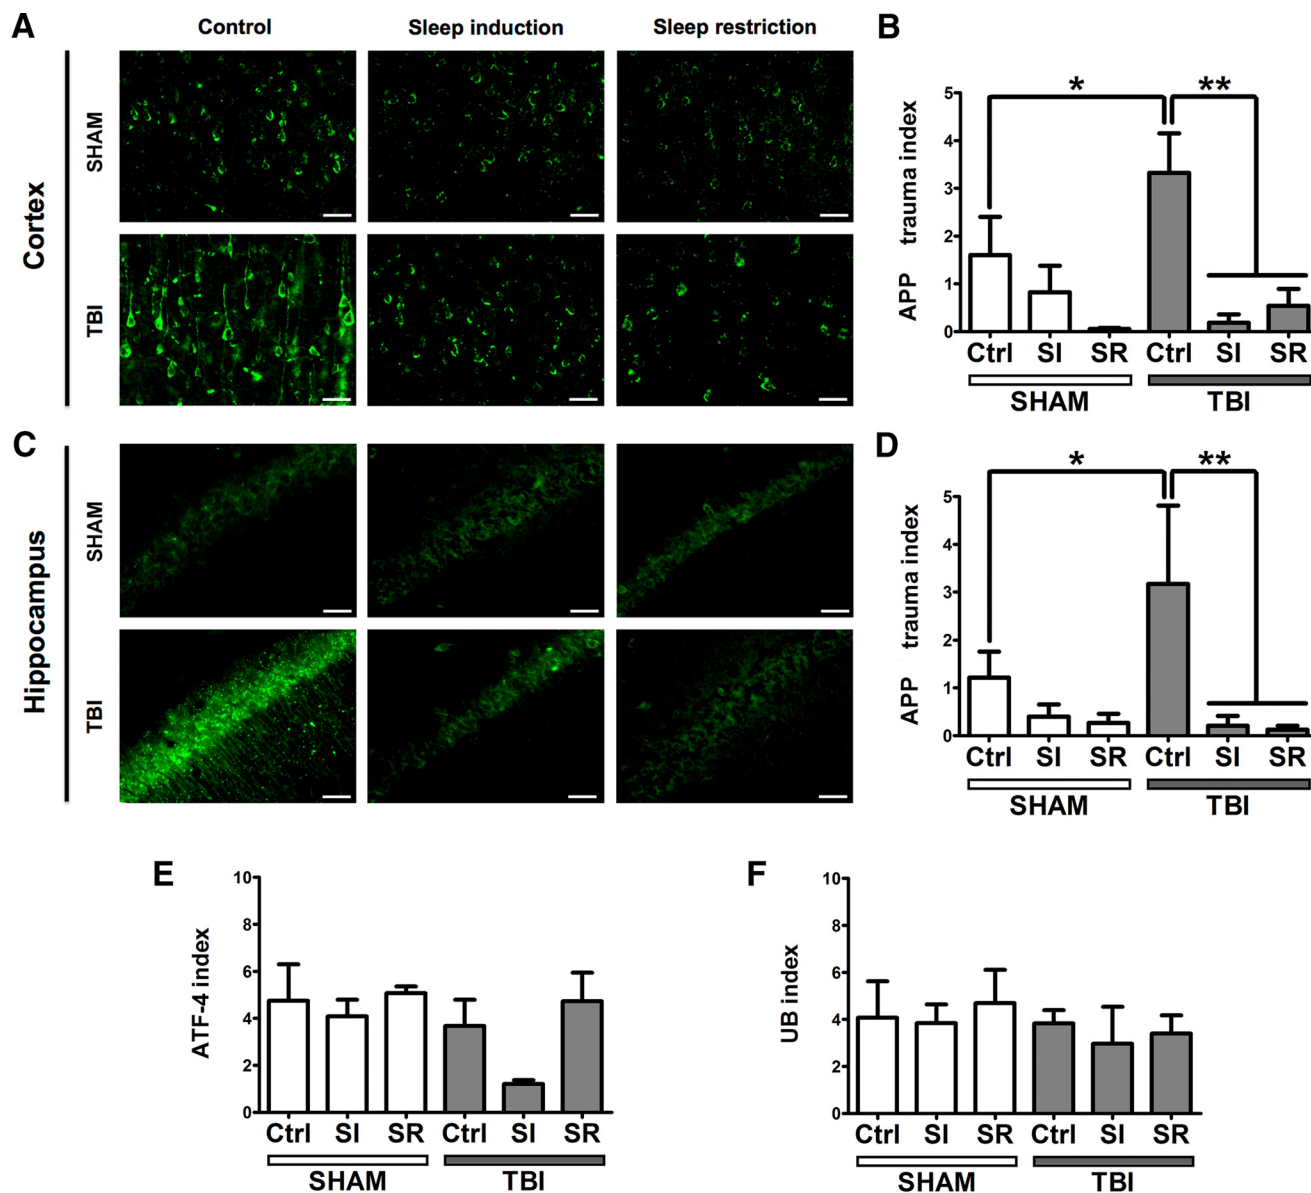 A
Control
Sleep induction
Sleep restriction
Cortex
SHAM
TBI
B
* **
APP trauma index
5
4
3
2
1
0
Ctrl SI SR Ctrl SI SR
SHAM TBI
C
Hippocampus
SHAM
TBI
D
* **
APP trauma index
5
4
3
2
1
0
Ctrl SI SR Ctrl SI SR
SHAM TBI
E
ATF-4 index
10
8
6
4
2
0
Ctrl SI SR Ctrl SI SR
SHAM TBI
F
UB index
10
8
6
4
2
0
Ctrl SI SR Ctrl SI SR
SHAM TBI